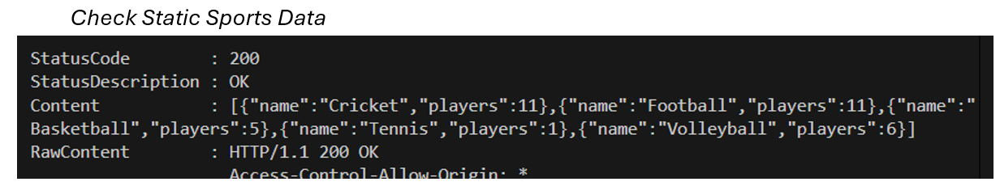 Check Static Sports Data
StatusCode        : 200
StatusDescription : OK
Content           : [{"name":"Cricket","players":11},{"name":"Football","players":11},{"name":"
Basketball","players":5},{"name":"Tennis","players":1},{"name":"Volleyball","players":6}]
RawContent        : HTTP/1.1 200 OK
                    Access-Control-Allow-Origin: *